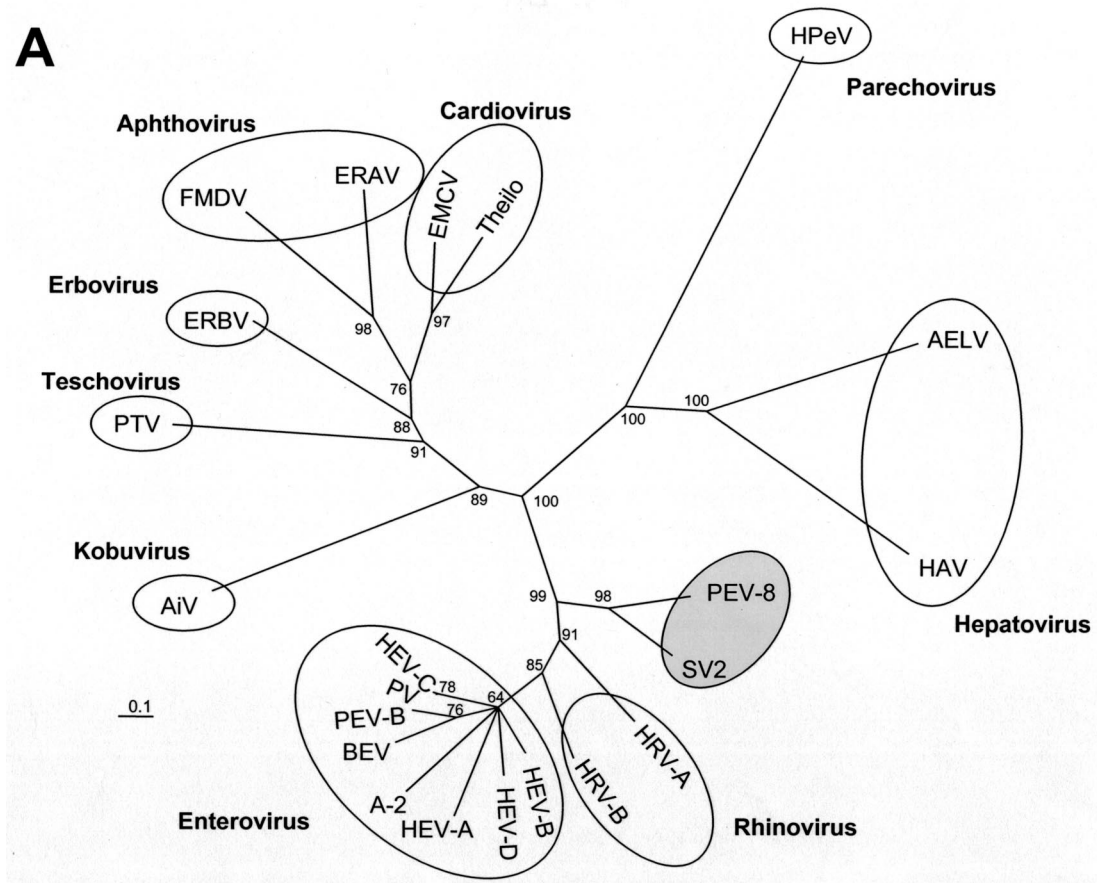 A
HPeV
Parechovirus
Cardiovirus
Aphthovirus
ERAV
FMDV
EMCV
Theilo
Erbovirus
ERBV
98
97
AELV
Teschovirus
76
PTV
88
91
100
100
89
100
Kobuvirus
AiV
HAV
99
98
PEV-8
Hepatovirus
91
SV2
85
HEV-C
78
64
PV
76
PEV-B
BEV
0.1
HRV-A
HRV-B
A-2
HEV-A
HEV-D
HEV-B
Enterovirus
Rhinovirus